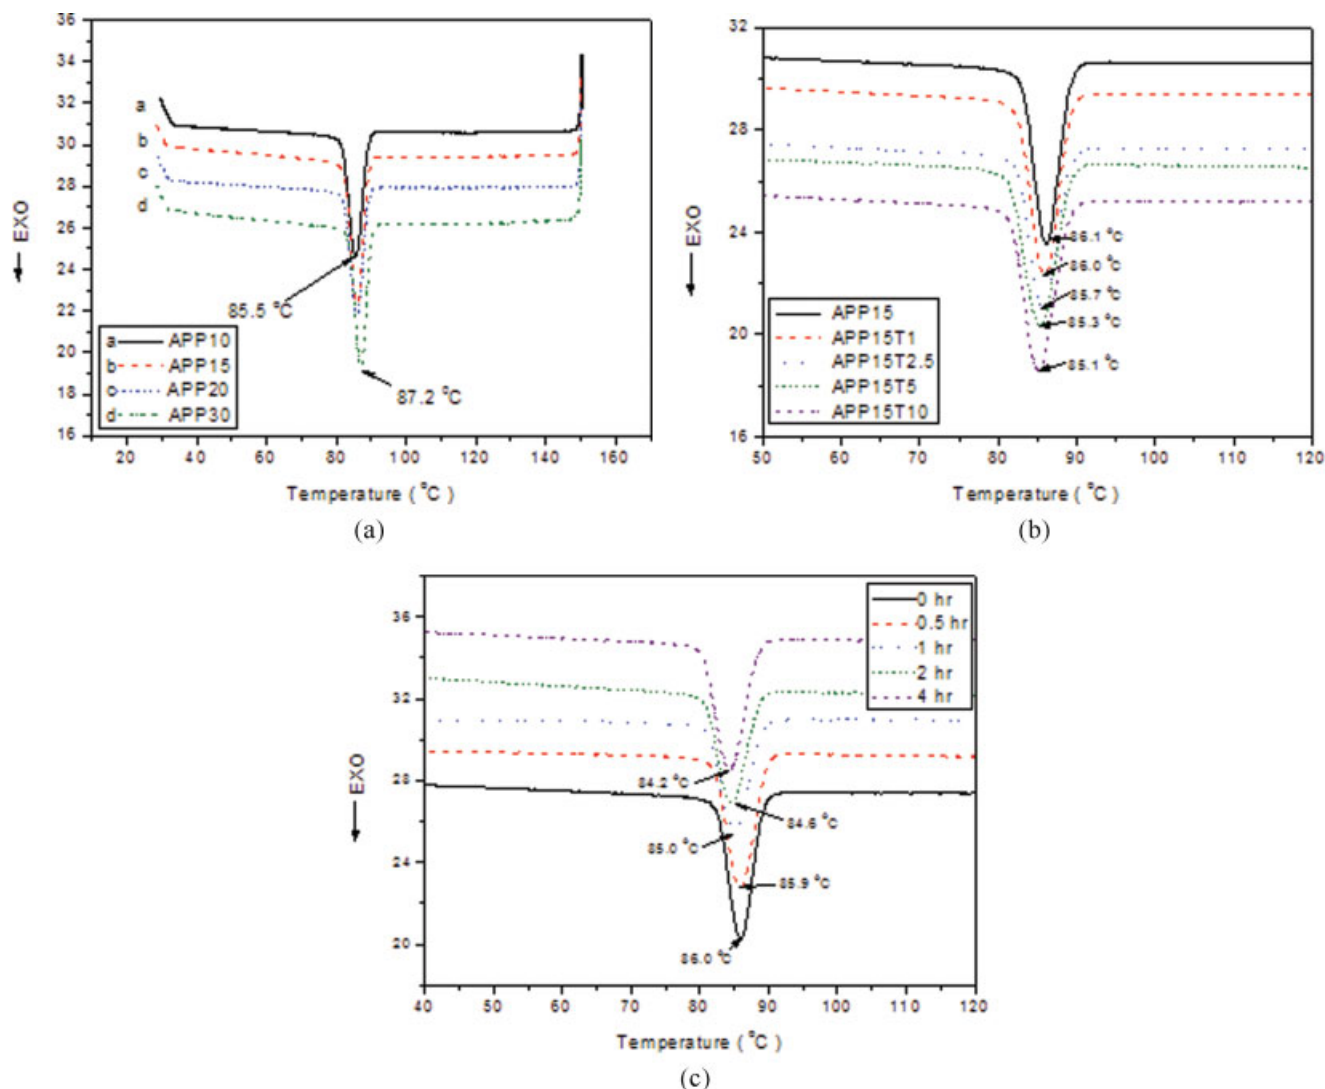 36
34
32
30
28
26
24
22
20
18
16
EXO
a
b
c
d
85.5 °C
87.2 °C
a APP10
b APP15
c APP20
d APP30
20 40 60 80 100 120 140 160
Temperature ( °C )
(a)
32
28
24
20
16
EXO
86.1 °C
86.0 °C
85.7 °C
85.3 °C
85.1 °C
APP15
APP15T1
APP15T2.5
APP15T5
APP15T10
50 60 70 80 90 100 110 120
Temperature ( °C )
(b)
36
32
28
24
20
EXO
0 hr
0.5 hr
1 hr
2 hr
4 hr
84.2 °C
84.6 °C
85.0 °C
85.9 °C
86.0 °C
40 50 60 70 80 90 100 110 120
Temperature ( °C )
(c)